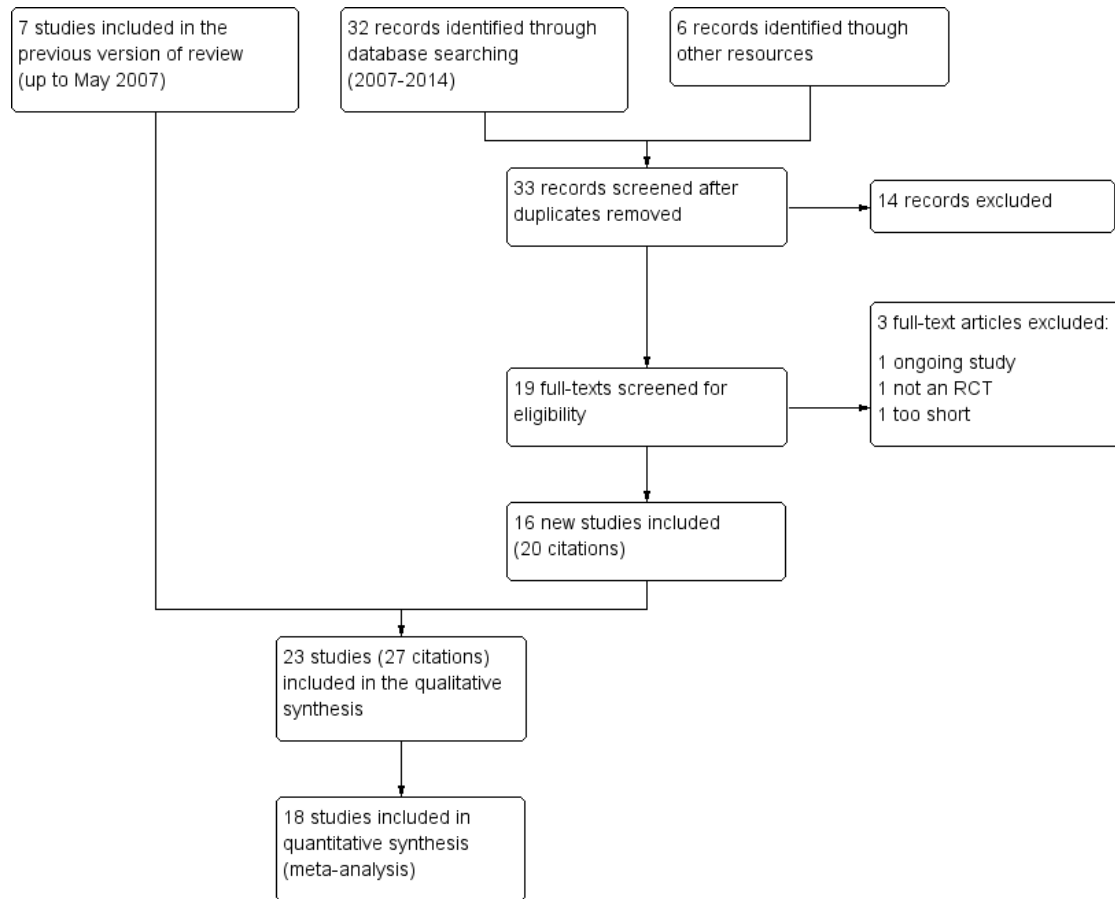 7 studies included in the
previous version of review
(up to May 2007)
32 records identified through
database searching
(2007-2014)
6 records identified though
other resources
33 records screened after
duplicates removed
14 records excluded
3 full-text articles excluded:
1 ongoing study
1 not an RCT
1 too short
19 full-texts screened for
eligibility
16 new studies included
(20 citations)
23 studies (27 citations)
included in the qualitative
synthesis
18 studies included in
quantitative synthesis
(meta-analysis)